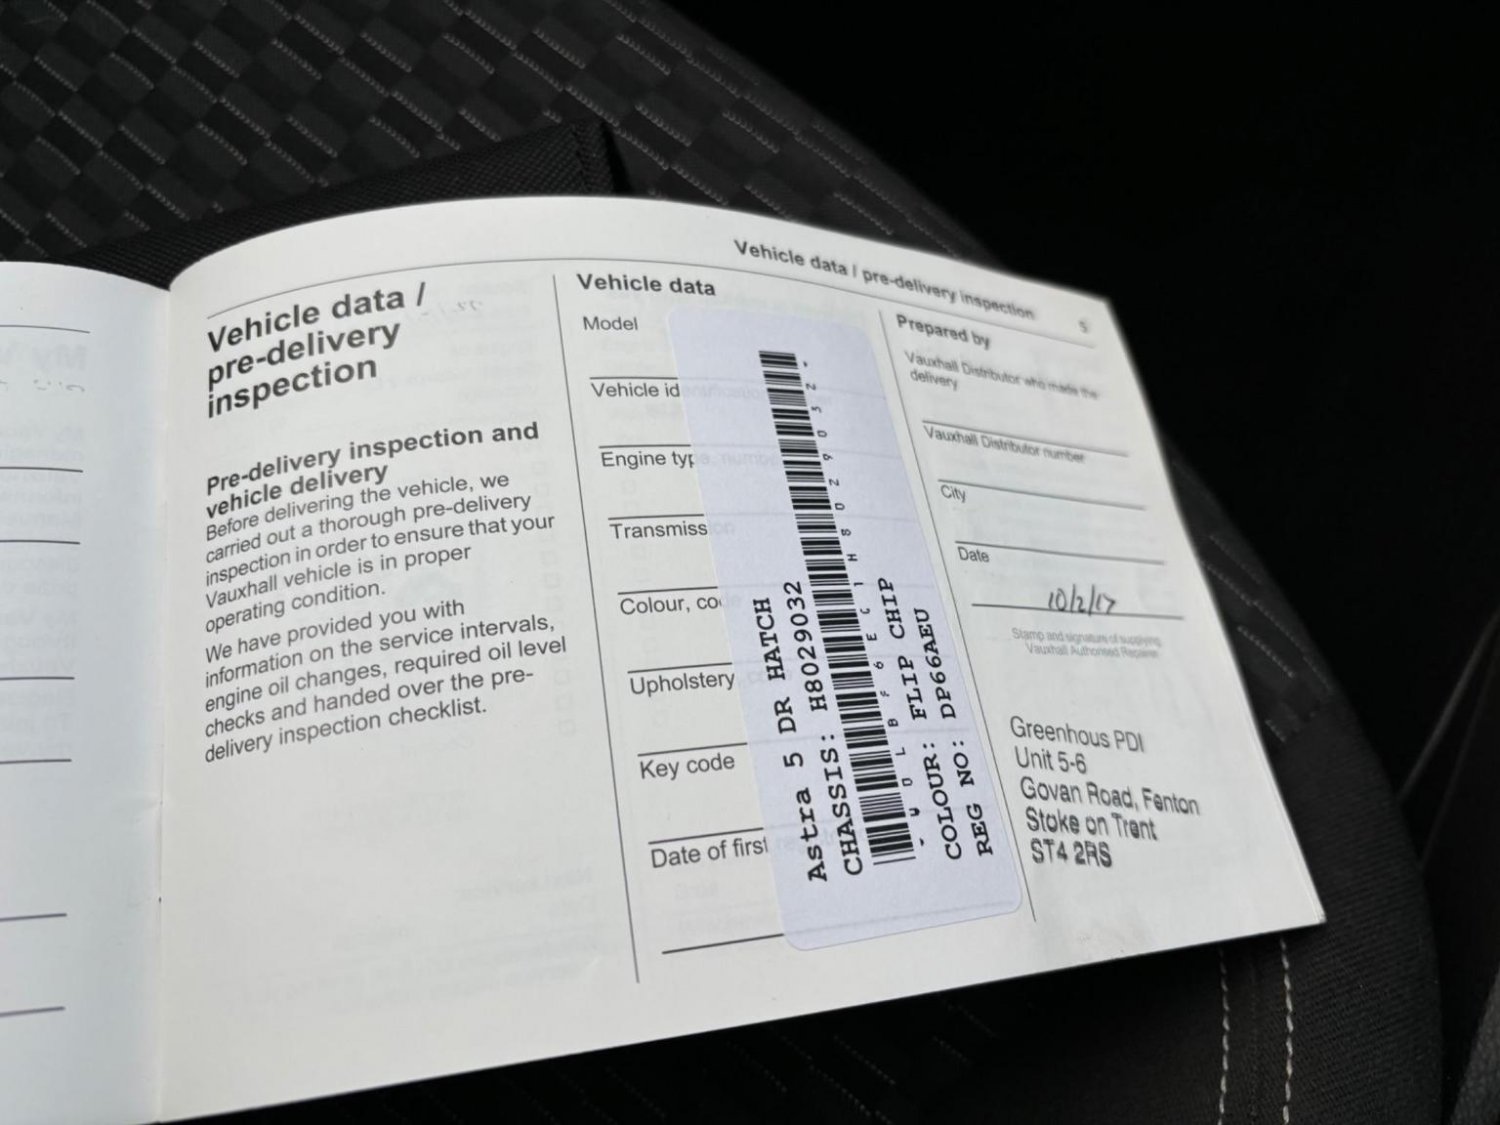 Vehicle data / pre-delivery inspection 5
Vehicle data /
pre-delivery
inspection
Pre-delivery inspection and
vehicle delivery
Before delivering the vehicle, we
carried out a thorough pre-delivery
inspection in order to ensure that your
Vauxhall vehicle is in proper
operating condition.
We have provided you with
information on the service intervals,
engine oil changes, required oil level
checks and handed over the pre-
delivery inspection checklist.
Vehicle data
Model
Vehicle identification
Engine type, number
Transmission
Colour, code
Upholstery
Key code
Date of first
Astra 5 DR HATCH
CHASSIS: H8029032
COLOUR: FLIP CHIP
REG NO: DP66AEU
Prepared by
Vauxhall Distributor who made the
delivery
Vauxhall Distributor number
City
Date
10/2/17
Stamp and signature of supplying
Vauxhall Authorised Repairer
Greenhous PDI
Unit 5-6
Govan Road, Fenton
Stoke on Trent
ST4 2RS